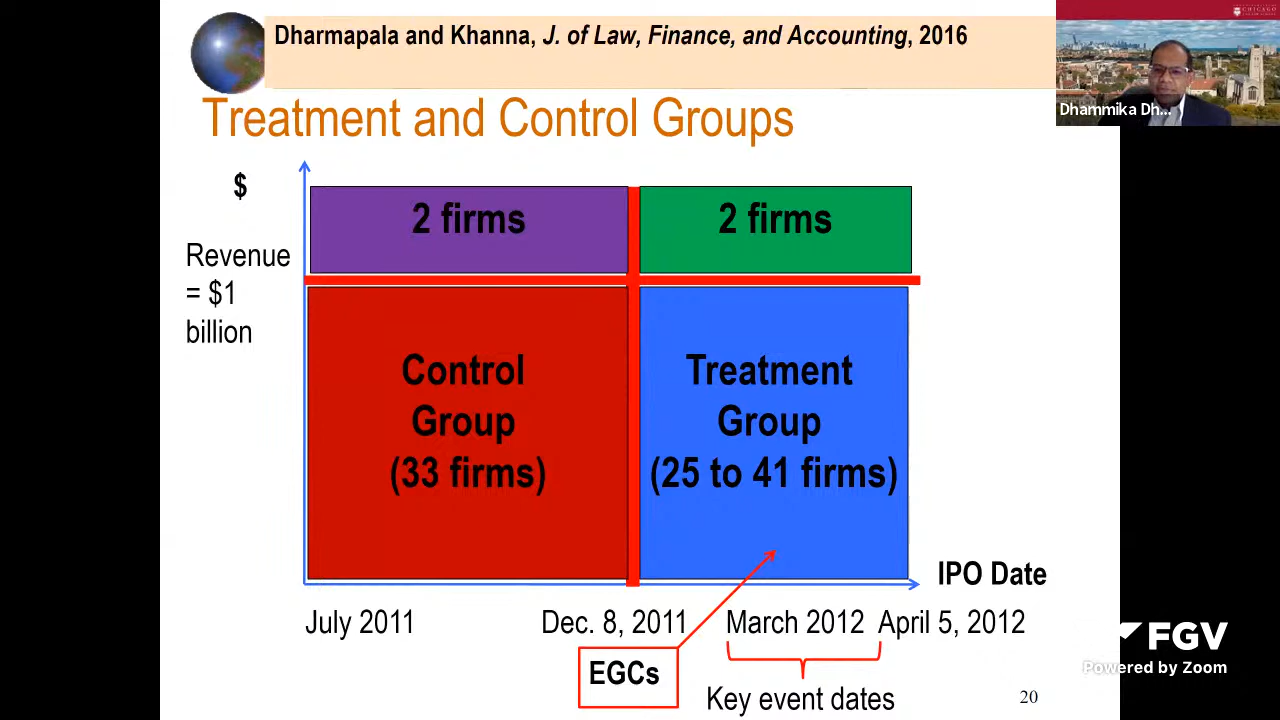 Dharmapala and Khanna, J. of Law, Finance, and Accounting, 2016
Treatment and Control Groups
$
Revenue
= $1
billion
2 firms
2 firms
Control
Group
(33 firms)
Treatment
Group
(25 to 41 firms)
IPO Date
July 2011
Dec. 8, 2011
March 2012
April 5, 2012
EGCs
Key event dates
20
Dhammika Dh...
CHICAGO
FGV
Powered by Zoom